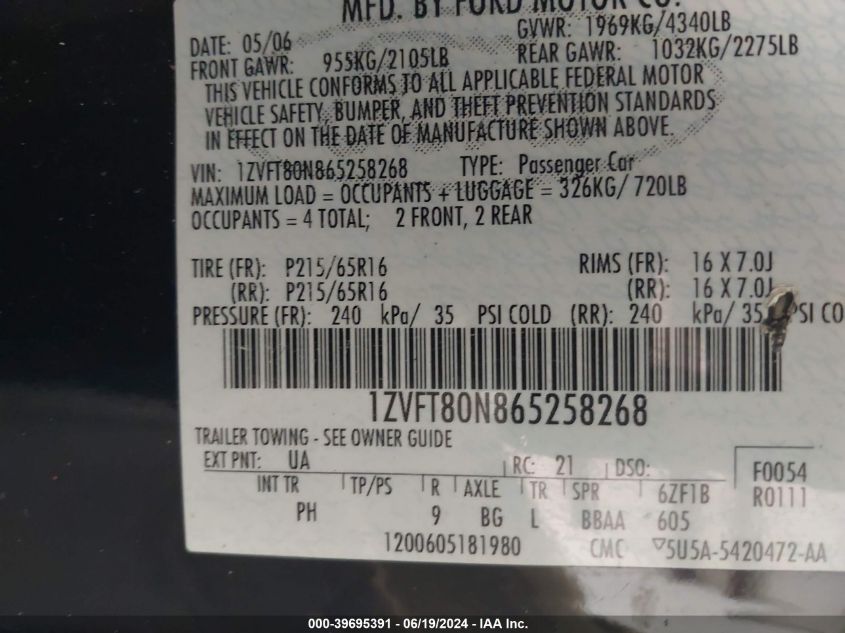 MFD. BY FORD MOTOR CO.
DATE: 05/06 GVWR: 1969KG/4340LB
FRONT GAWR: 955KG/2105LB REAR GAWR: 1032KG/2275LB
THIS VEHICLE CONFORMS TO ALL APPLICABLE FEDERAL MOTOR
VEHICLE SAFETY, BUMPER, AND THEFT PREVENTION STANDARDS
IN EFFECT ON THE DATE OF MANUFACTURE SHOWN ABOVE.
VIN: 1ZVFT80N865258268 TYPE: Passenger Car
MAXIMUM LOAD = OCCUPANTS + LUGGAGE = 326KG/ 720LB
OCCUPANTS = 4 TOTAL; 2 FRONT, 2 REAR
TIRE (FR): P215/65R16 RIMS (FR): 16 X 7.0J
(RR): P215/65R16 (RR): 16 X 7.0J
PRESSURE (FR): 240 kPa/ 35 PSI COLD (RR): 240 kPa/ 35 PSI CO
1ZVFT80N865258268
TRAILER TOWING - SEE OWNER GUIDE
EXT PNT: UA RC: 21 DSO: F0054
INT TR TP/PS R AXLE TR SPR 6ZF1B R0111
PH 9 BG L BBAA 605
1200605181980 CMC 5U5A-5420472-AA
000-39695391 - 06/19/2024 - IAA Inc.